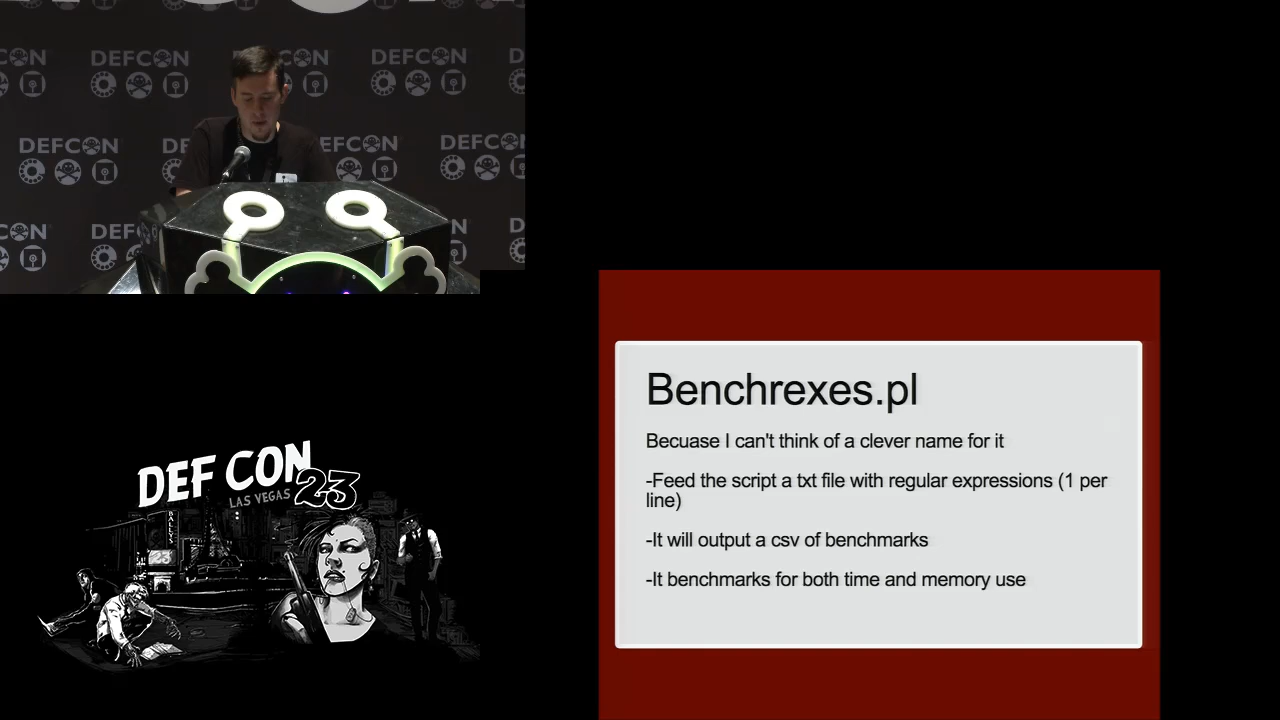 DEFCON
DEFCON
DEFCON
DEFCON
DEFCON
DEF CON
LAS VEGAS 23
BALLYS
Benchrexes.pl
Becuase I can't think of a clever name for it
-Feed the script a txt file with regular expressions (1 per
line)
-It will output a csv of benchmarks
-It benchmarks for both time and memory use